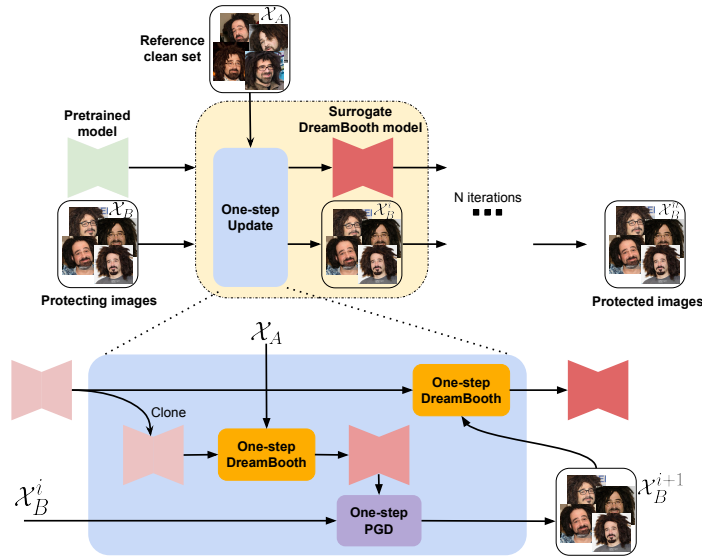 Reference
clean set
𝒳_A
Pretrained
model
Surrogate
DreamBooth model
𝒳_B
One-step
Update
𝒳_B^i
N iterations
𝒳_B^n
Protecting images
Protected images
𝒳_A
One-step
DreamBooth
Clone
One-step
DreamBooth
𝒳_B^i
𝒳_B^{i+1}
One-step
PGD